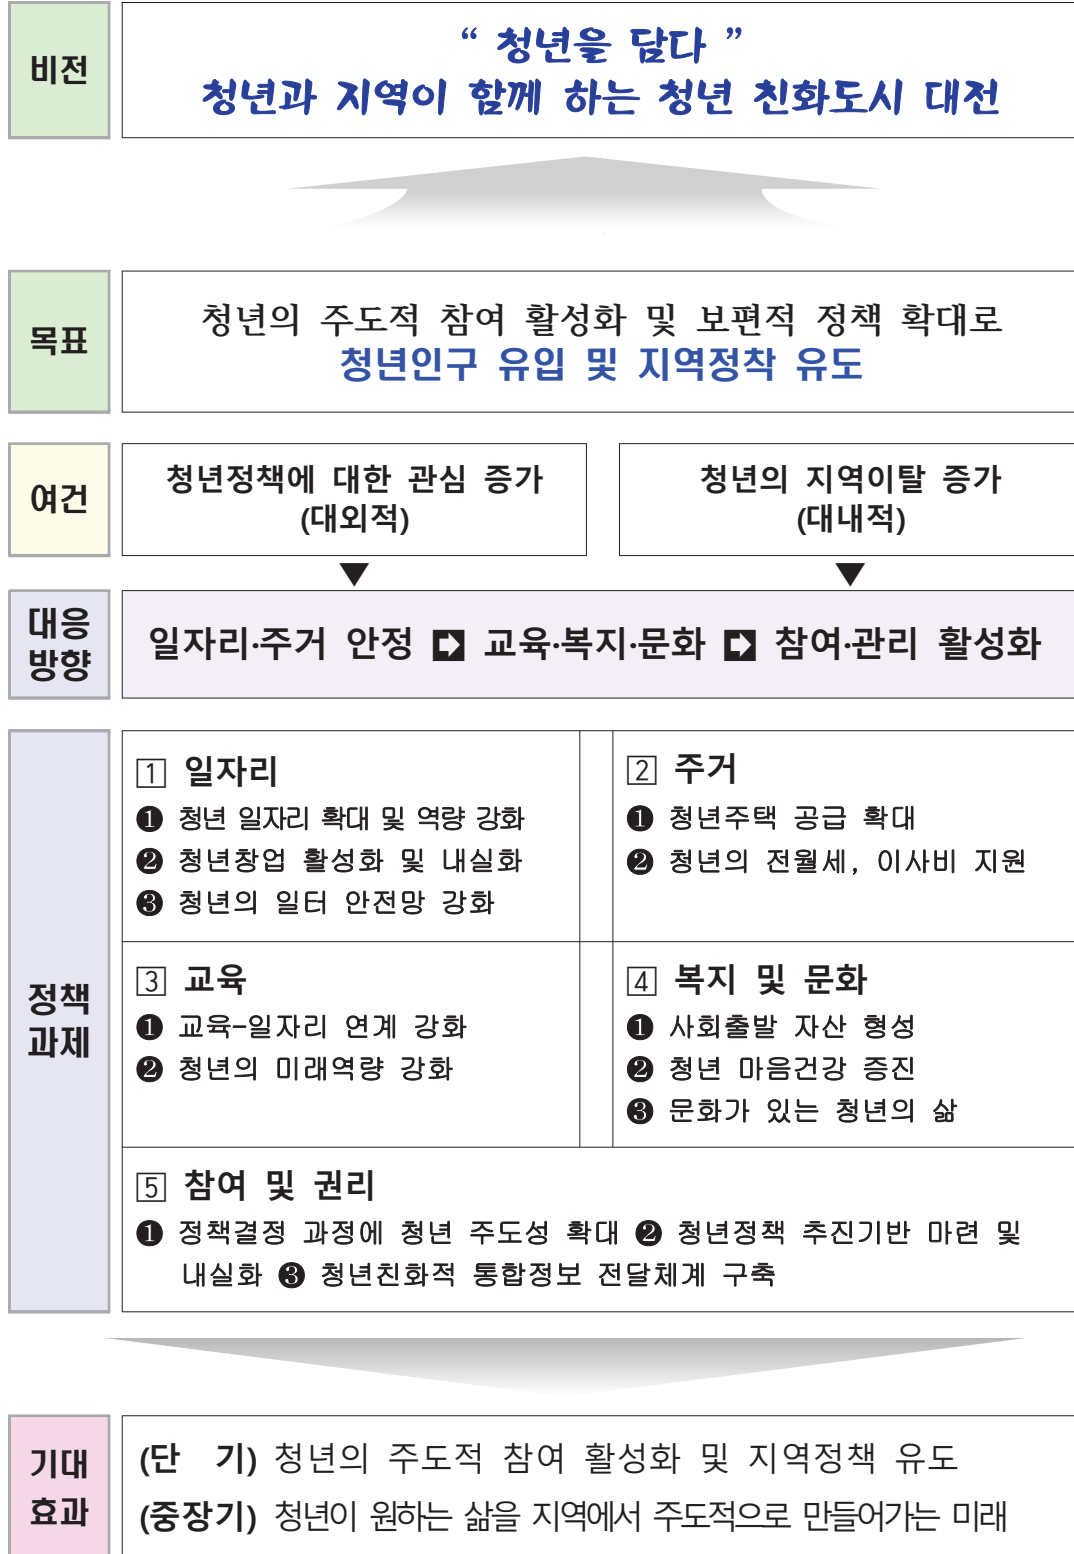 비전
“ 청년을 담다 ”
청년과 지역이 함께 하는 청년 친화도시 대전
목표
청년의 주도적 참여 활성화 및 보편적 정책 확대로
청년인구 유입 및 지역정착 유도
여건
청년정책에 대한 관심 증가
(대외적)
청년의 지역이탈 증가
(대내적)
대응
방향
일자리·주거 안정 ➡ 교육·복지·문화 ➡ 참여·관리 활성화
정책
과제
1 일자리
❶ 청년 일자리 확대 및 역량 강화
❷ 청년창업 활성화 및 내실화
❸ 청년의 일터 안전망 강화
2 주거
❶ 청년주택 공급 확대
❷ 청년의 전월세, 이사비 지원
3 교육
❶ 교육-일자리 연계 강화
❷ 청년의 미래역량 강화
4 복지 및 문화
❶ 사회출발 자산 형성
❷ 청년 마음건강 증진
❸ 문화가 있는 청년의 삶
5 참여 및 권리
❶ 정책결정 과정에 청년 주도성 확대 ❷ 청년정책 추진기반 마련 및
내실화 ❸ 청년친화적 통합정보 전달체계 구축
기대
효과
(단 기) 청년의 주도적 참여 활성화 및 지역정책 유도
(중장기) 청년이 원하는 삶을 지역에서 주도적으로 만들어가는 미래